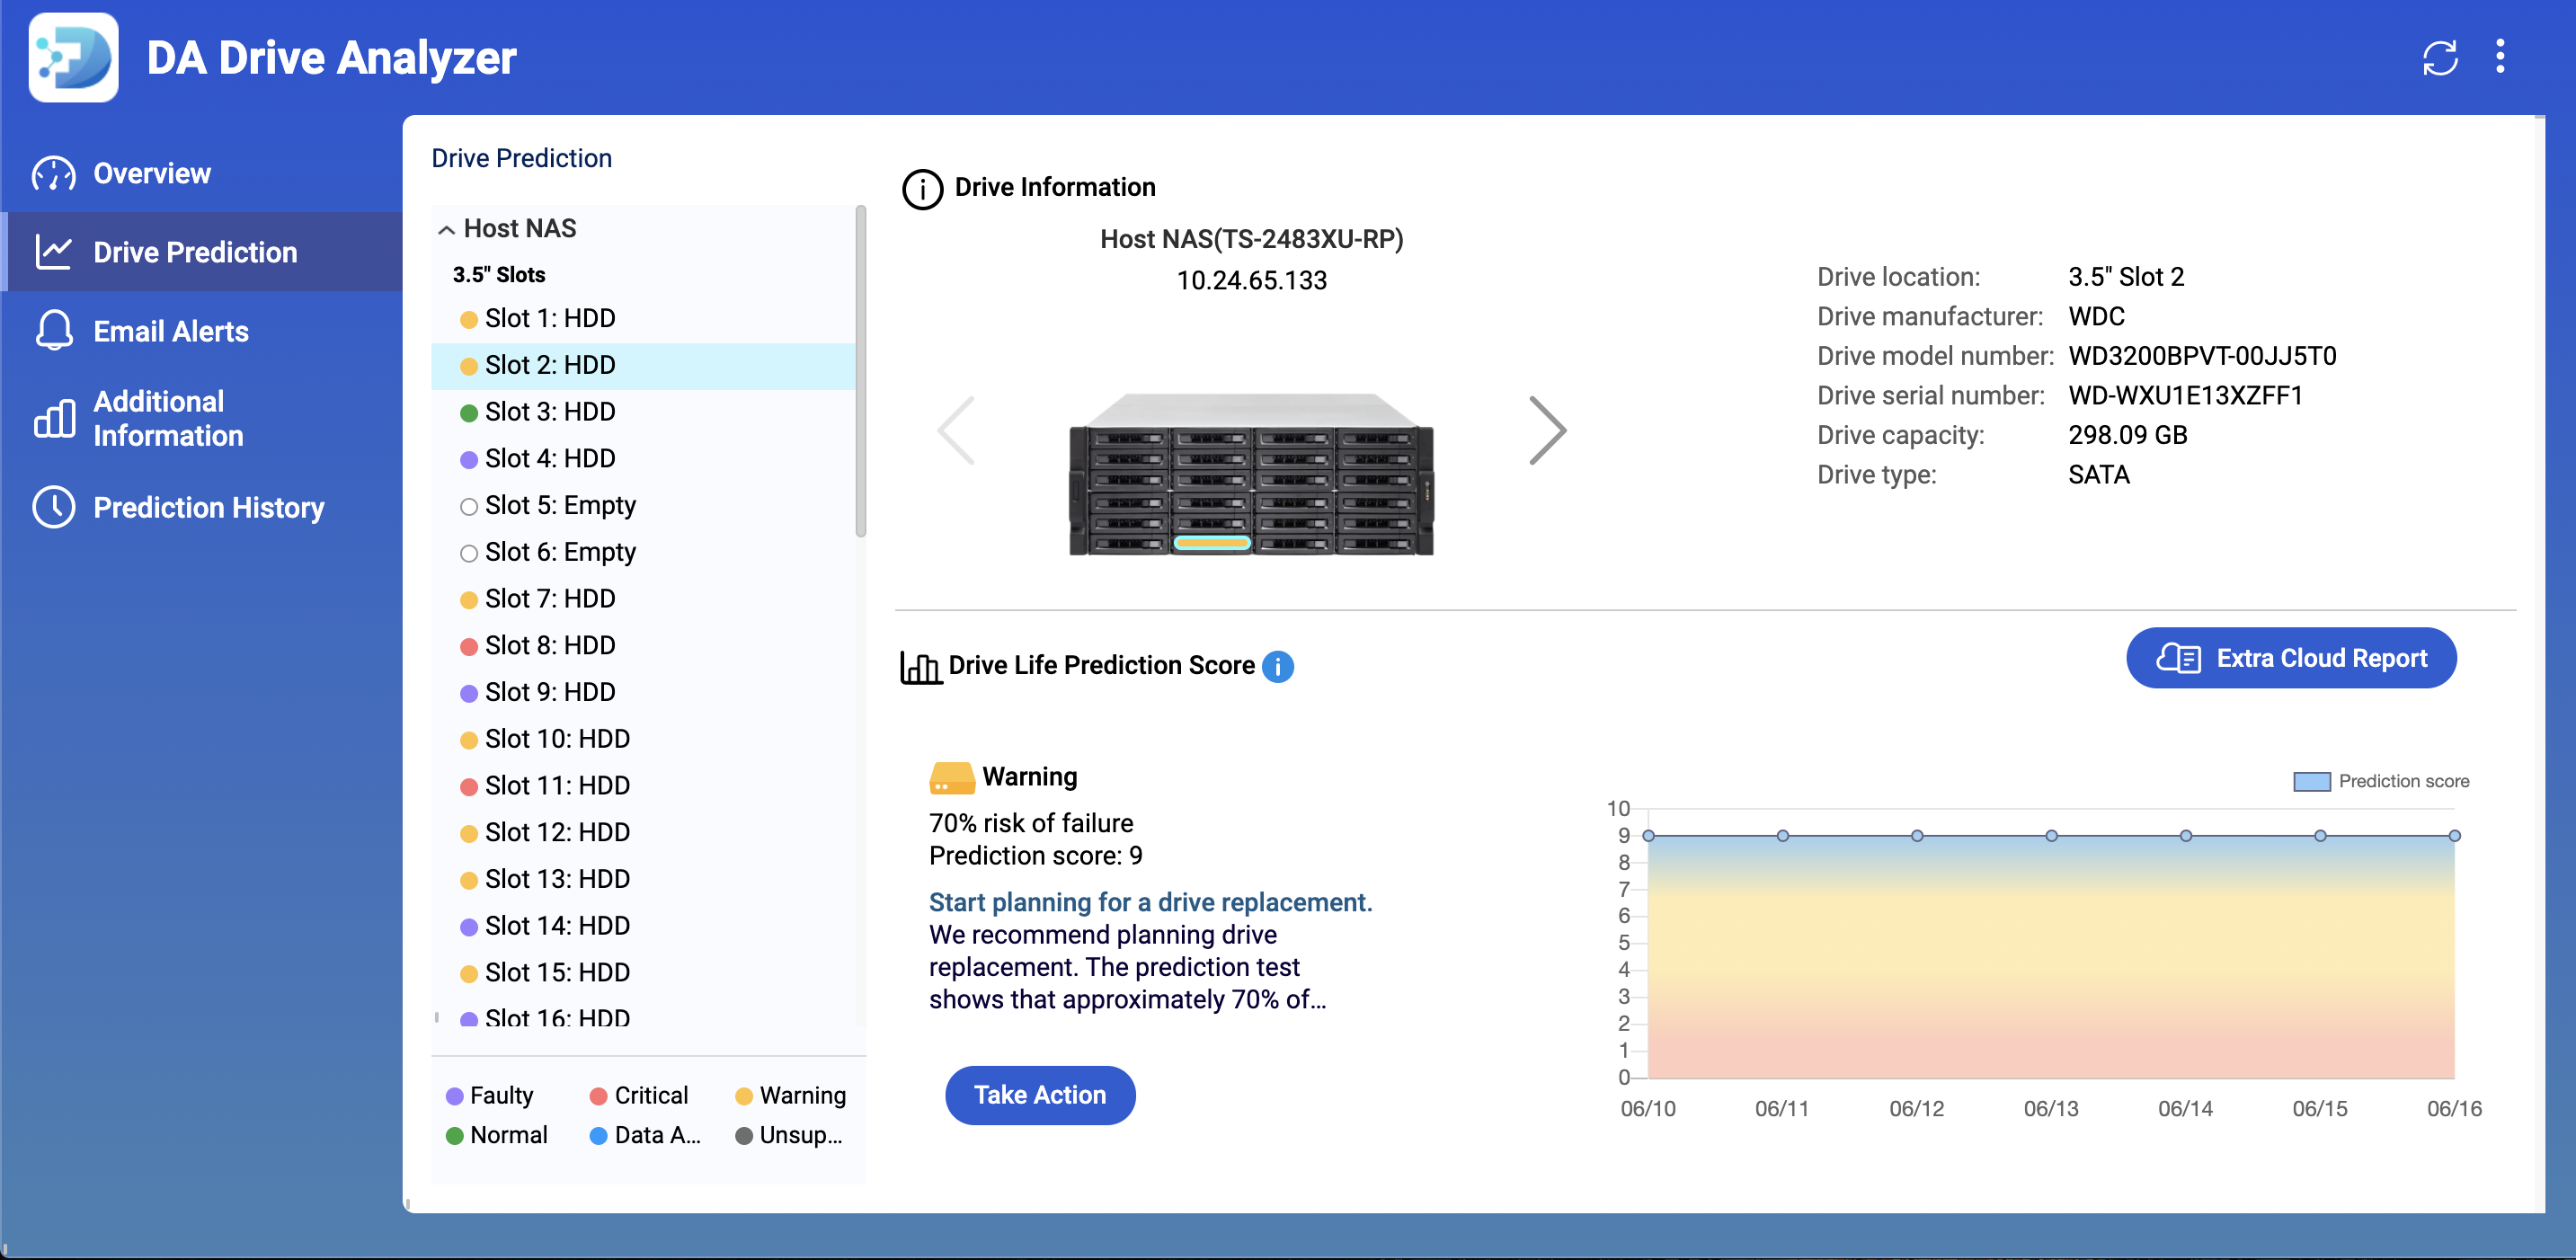 DA Drive Analyzer
Overview
Drive Prediction
Email Alerts
Additional
Information
Prediction History
Drive Prediction
Host NAS
3.5" Slots
Slot 1: HDD
Slot 2: HDD
Slot 3: HDD
Slot 4: HDD
Slot 5: Empty
Slot 6: Empty
Slot 7: HDD
Slot 8: HDD
Slot 9: HDD
Slot 10: HDD
Slot 11: HDD
Slot 12: HDD
Slot 13: HDD
Slot 14: HDD
Slot 15: HDD
Slot 16: HDD
Faulty
Critical
Warning
Normal
Data A...
Unsup...
Drive Information
Host NAS(TS-2483XU-RP)
10.24.65.133
Drive location: 3.5" Slot 2
Drive manufacturer: WDC
Drive model number: WD3200BPVT-00JJ5T0
Drive serial number: WD-WXU1E13XZFF1
Drive capacity: 298.09 GB
Drive type: SATA
Drive Life Prediction Score
Extra Cloud Report
Warning
70% risk of failure
Prediction score: 9
Start planning for a drive replacement.
We recommend planning drive
replacement. The prediction test
shows that approximately 70% of...
Take Action
Prediction score
10
9
8
7
6
5
4
3
2
1
0
06/10
06/11
06/12
06/13
06/14
06/15
06/16